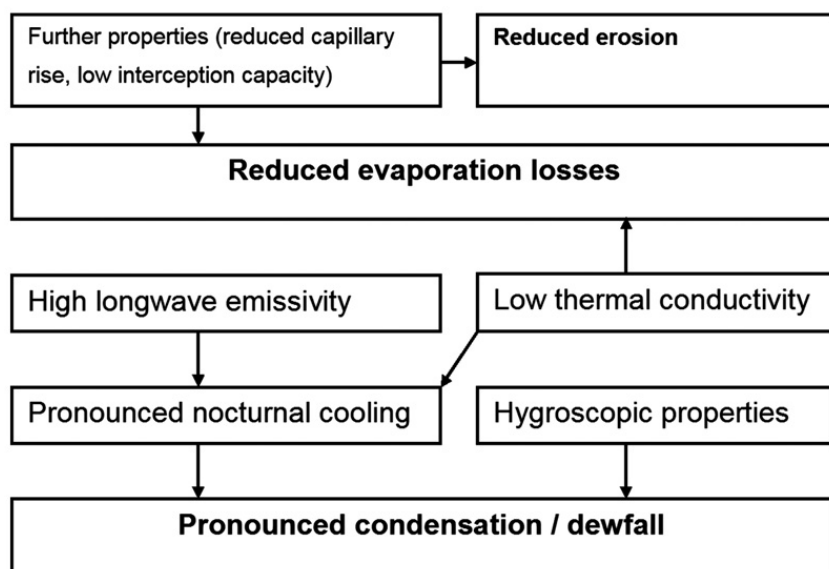 Further properties (reduced capillary
rise, low interception capacity)
Reduced erosion
Reduced evaporation losses
High longwave emissivity
Low thermal conductivity
Pronounced nocturnal cooling
Hygroscopic properties
Pronounced condensation / dewfall